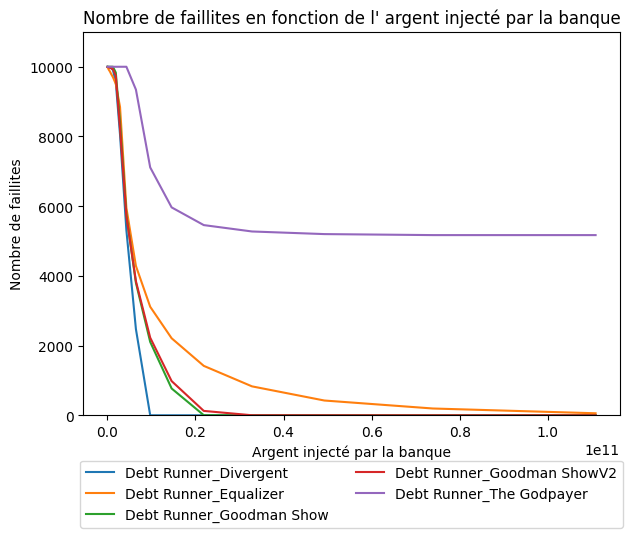 Nombre de faillites en fonction de l' argent injecté par la banque
10000
8000
6000
4000
2000
0
Nombre de faillites
0.0
0.2
0.4
0.6
0.8
1.0
1e11
Argent injecté par la banque
Debt Runner_Divergent
Debt Runner_Equalizer
Debt Runner_Goodman Show
Debt Runner_Goodman ShowV2
Debt Runner_The Godpayer